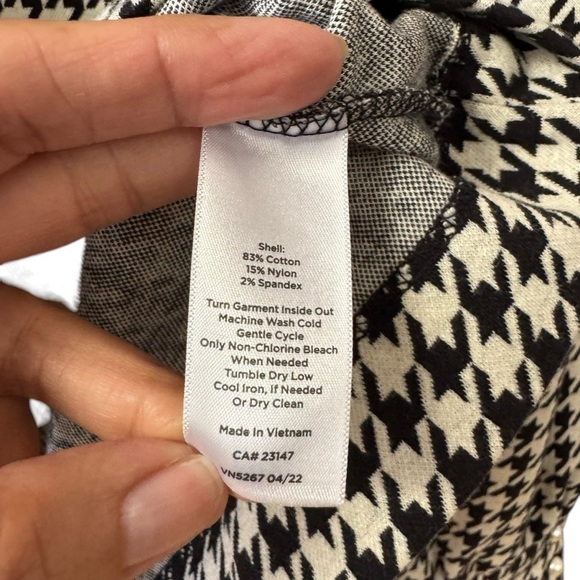 Shell:
83% Cotton
15% Nylon
2% Spandex
Turn Garment Inside Out
Machine Wash Cold
Gentle Cycle
Only Non-Chlorine Bleach
When Needed
Tumble Dry Low
Cool Iron, if Needed
Or Dry Clean
Made in Vietnam
CA# 23147
VN5267 04/22